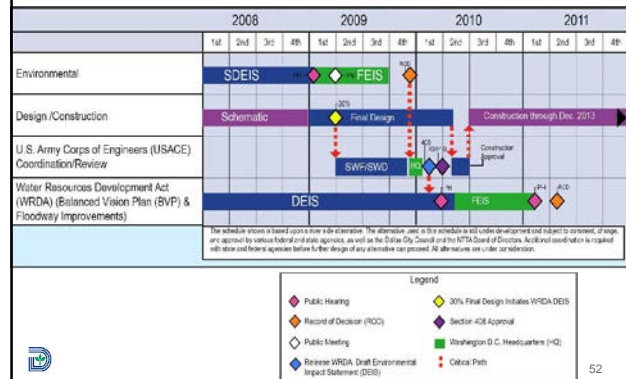 2008 2009 2010 2011
1st 2nd 3rd 4th 1st 2nd 3rd 4th 1st 2nd 3rd 4th 1st 2nd 3rd 4th
Environmental
SDEIS FEIS ROD
Design /Construction
Schematic 30% Final Design Construction through Dec. 2013
U.S. Army Corps of Engineers (USACE)
Coordination/Review
SWF/SWD HQ 408 Construction
Approval
Water Resources Development Act
(WRDA) (Balanced Vision Plan (BVP) &
Floodway Improvements)
DEIS PH FEIS PH ROD
The schedule shown is based upon a river side alternative. The alternative used in this schedule is still under development and subject to comment, change,
and approval by various federal and state agencies, as well as the Dallas City Council and the NTTA Board of Directors. Additional coordination is required
with state and federal agencies before further design of any alternative can proceed. All alternatives are under consideration.
Legend
Public Hearing
30% Final Design Initiates WRDA DEIS
Record of Decision (ROD)
Section 408 Approval
Public Meeting
Washington D.C. Headquarters (HQ)
Release WRDA Draft Environmental
Impact Statement (DEIS)
Critical Path
52